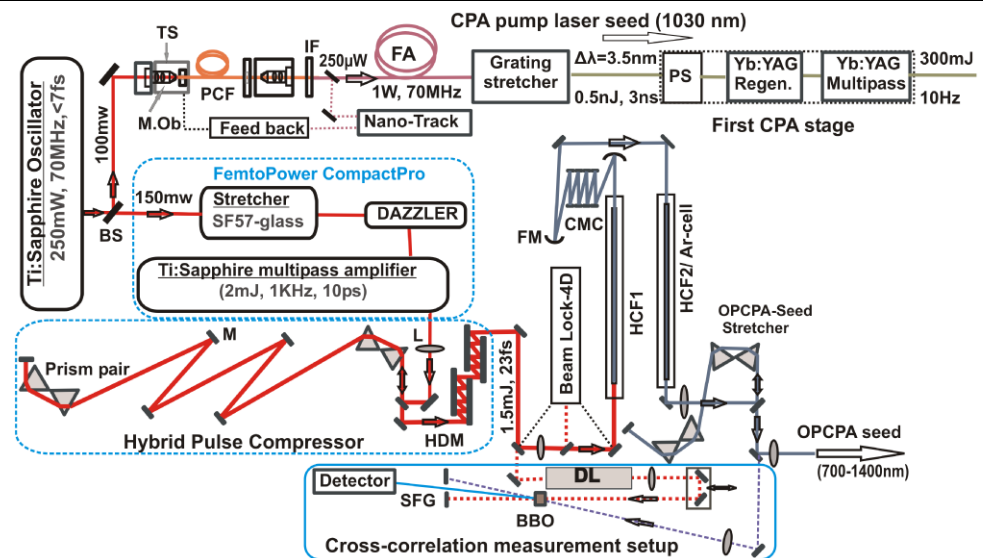 CPA pump laser seed (1030 nm)
TS
IF
250µW
FA
PCF
M.Ob
1W, 70MHz
Grating
stretcher
Δλ=3.5nm
0.5nJ, 3ns
PS
Yb:YAG
Regen.
Yb:YAG
Multipass
300mJ
10Hz
First CPA stage
Feed back
Nano-Track
100mw
Ti:Sapphire Oscillator
250mW, 70MHz,<7fs
BS
150mw
FemtoPower CompactPro
Stretcher
SF57-glass
DAZZLER
Ti:Sapphire multipass amplifier
(2mJ, 1KHz, 10ps)
FM
CMC
HCF1
HCF2/ Ar-cell
Beam Lock-4D
OPCPA-Seed
Stretcher
L
M
Prism pair
HDM
Hybrid Pulse Compressor
1.5mJ, 23fs
OPCPA seed
(700-1400nm)
Detector
SFG
DL
BBO
Cross-correlation measurement setup